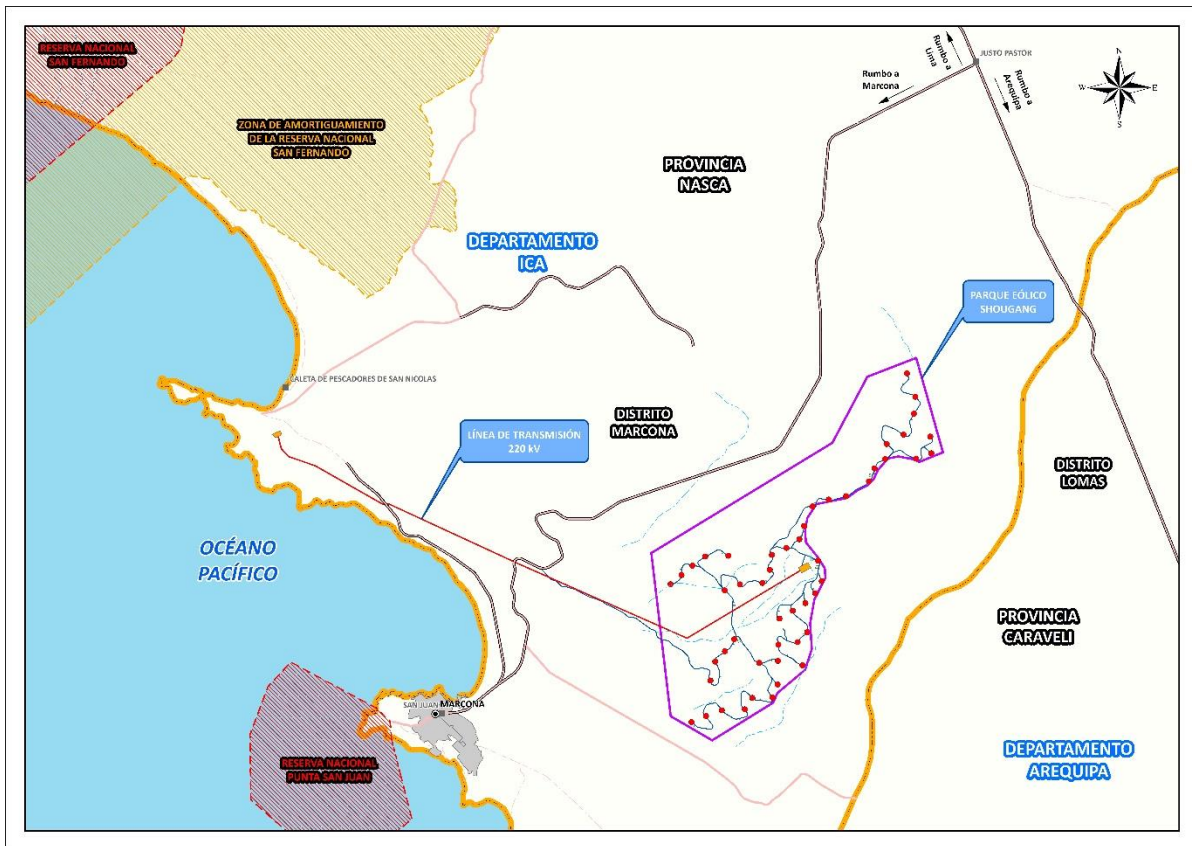 RESERVA NACIONAL
SAN FERNANDO
ZONA DE AMORTIGUAMIENTO
DE LA RESERVA NACIONAL
SAN FERNANDO
Rumbo a
Lima
JUSTO PASTOR
Rumbo a
Marcona
Rumbo a
Arequipa
N
W
E
S
PROVINCIA
NASCA
DEPARTAMENTO
ICA
PARQUE EÓLICO
SHOUGANG
CALETA DE PESCADORES DE SAN NICOLAS
DISTRITO
MARCONA
LÍNEA DE TRANSMISIÓN
220 kV
DISTRITO
LOMAS
OCÉANO
PACÍFICO
PROVINCIA
CARAVELI
SAN JUAN
MARCONA
RESERVA NACIONAL
PUNTA SAN JUAN
DEPARTAMENTO
AREQUIPA